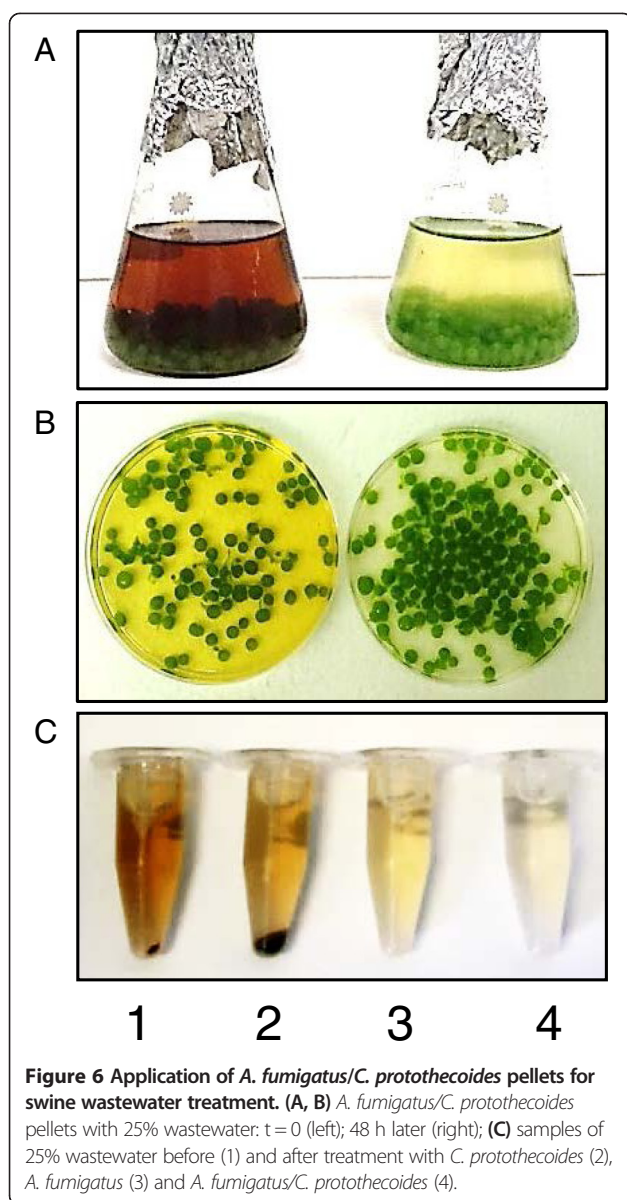 A
B
C
1 2 3 4
Figure 6 Application of A. fumigatus/C. protothecoides pellets for
swine wastewater treatment. (A, B) A. fumigatus/C. protothecoides
pellets with 25% wastewater: t = 0 (left); 48 h later (right); (C) samples of
25% wastewater before (1) and after treatment with C. protothecoides (2),
A. fumigatus (3) and A. fumigatus/C. protothecoides (4).